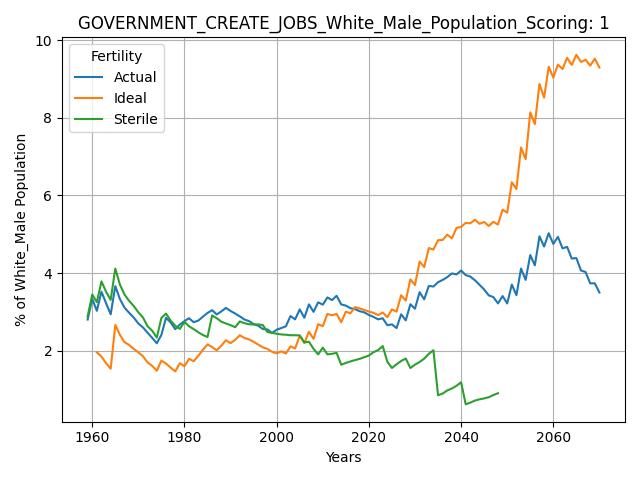 GOVERNMENT_CREATE_JOBS_White_Male_Population_Scoring: 1
Fertility
Actual
Ideal
Sterile
% of White_Male Population
10
8
6
4
2
1960 1980 2000 2020 2040 2060
Years